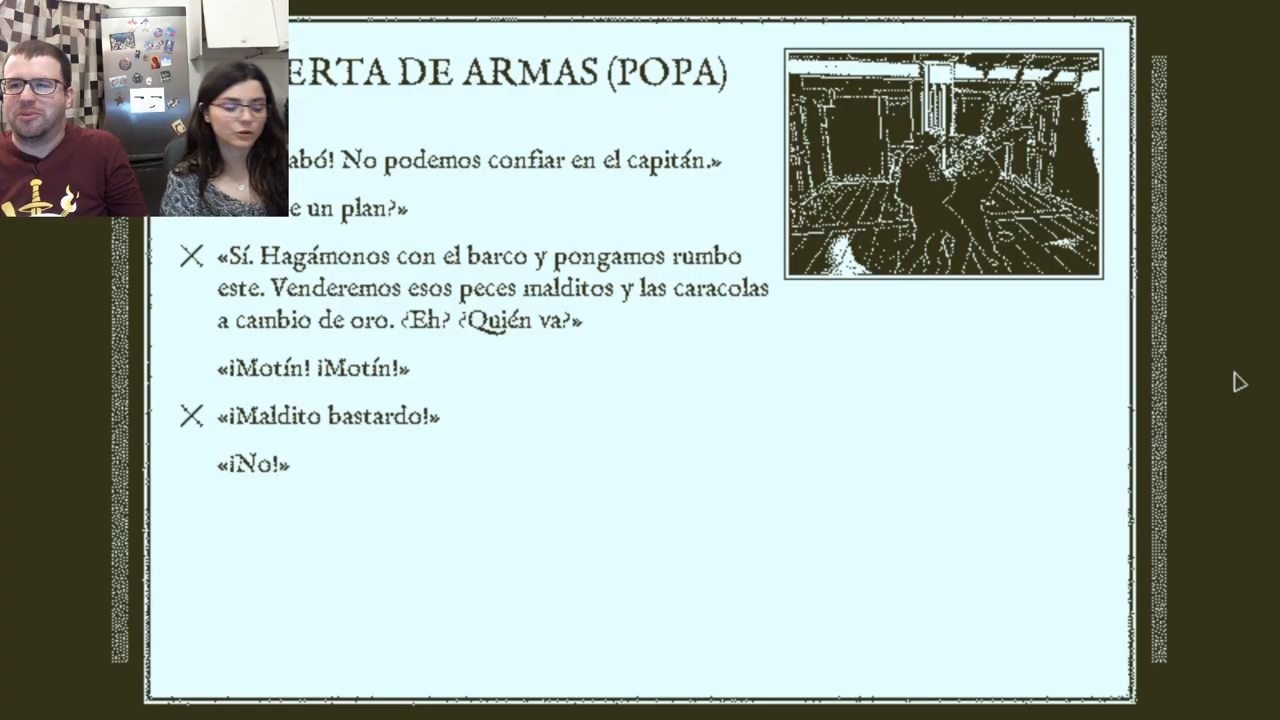 ERTA DE ARMAS (POPA)
abó! No podemos confiar en el capitán.»
e un plan?»
«Sí. Hagámonos con el barco y pongamos rumbo
este. Venderemos esos peces malditos y las caracolas
a cambio de oro. ¿Eh? ¿Quién va?»
«¡Motín! ¡Motín!»
«¡Maldito bastardo!»
«¡No!»